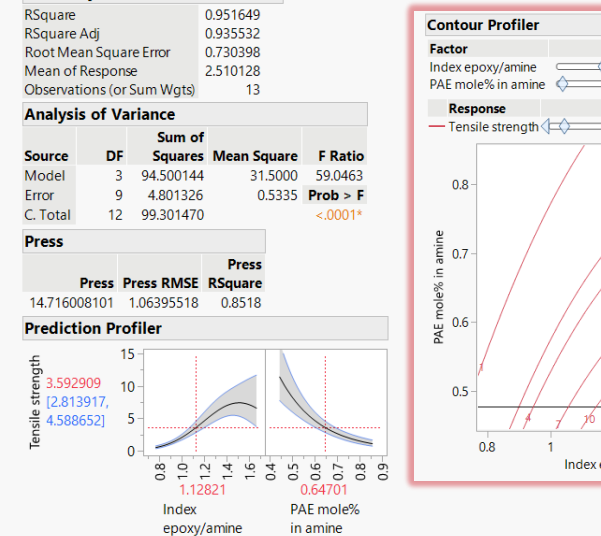 RSquare 0.951649
RSquare Adj 0.935532
Root Mean Square Error 0.730398
Mean of Response 2.510128
Observations (or Sum Wgts) 13
Analysis of Variance
Sum of
Source DF Squares Mean Square F Ratio
Model 3 94.500144 31.5000 59.0463
Error 9 4.801326 0.5335 Prob > F
C. Total 12 99.301470 <.0001*
Press
Press
Press Press RMSE RSquare
14.716008101 1.06395518 0.8518
Prediction Profiler
Tensile strength
3.592909
[2.813917,
4.588652]
15
10
5
0
0.8 1.0 1.2 1.4 1.6 0.4 0.5 0.6 0.7 0.8 0.9
1.12821 0.64701
Index PAE mole%
epoxy/amine in amine
Contour Profiler
Factor
Index epoxy/amine
PAE mole% in amine
Response
Tensile strength
PAE mole% in amine
0.8
0.7
0.6
0.5
1 4 7 10
0.8 1
Index